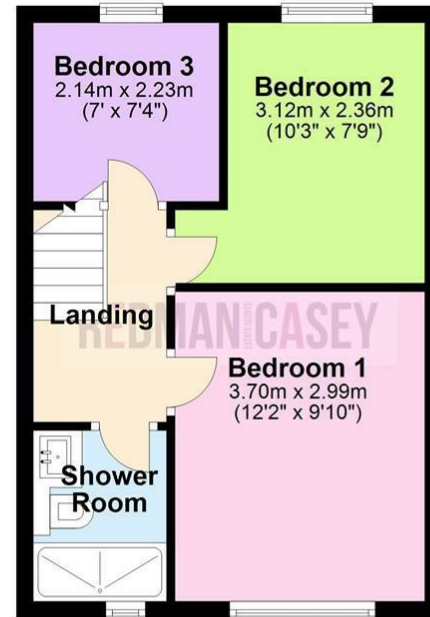 Bedroom 3
2.14m x 2.23m
(7' x 7'4")
Bedroom 2
3.12m x 2.36m
(10'3" x 7'9")
Landing
REDMAN CASEY
Bedroom 1
3.70m x 2.99m
(12'2" x 9'10")
Shower
Room